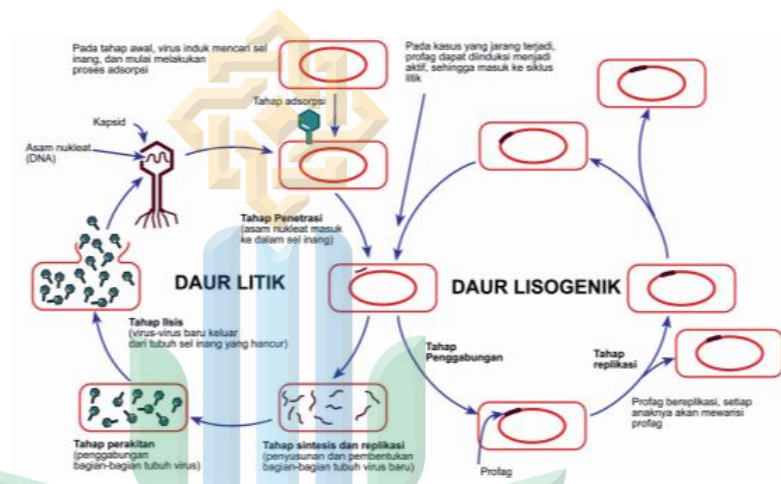 Pada tahap awal, virus induk mencari sel
inang, dan mulai melakukan
proses adsorpsi
Tahap adsorpsi
Kapsid
Asam nukleat
(DNA)
Tahap Penetrasi
(asam nukleat masuk
ke dalam sel inang)
DAUR LITIK
Tahap lisis
(virus-virus baru keluar
dari tubuh sel inang yang hancur)
Tahap perakitan
(penggabungan
bagian-bagian tubuh virus)
Tahap sintesis dan replikasi
(penyusunan dan pembentukan
bagian-bagian tubuh virus baru)
Pada kasus yang jarang terjadi,
profag dapat diinduksi menjadi
aktif, sehingga masuk ke siklus
litik
DAUR LISOGENIK
Tahap
Penggabungan
Tahap
replikasi
Profag bereplikasi, setiap
anaknya akan mewarisi
profag
Profag